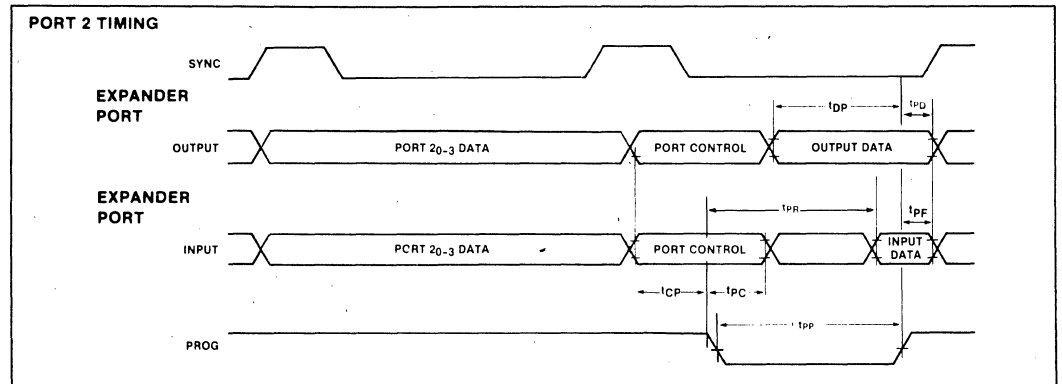 PORT 2 TIMING
SYNC
EXPANDER
PORT
tDP
tPD
OUTPUT
PORT 20-3 DATA
PORT CONTROL
OUTPUT DATA
EXPANDER
PORT
tPR
tPF
INPUT
PORT 20-3 DATA
PORT CONTROL
INPUT
DATA
tCP
tPC
tPP
PROG